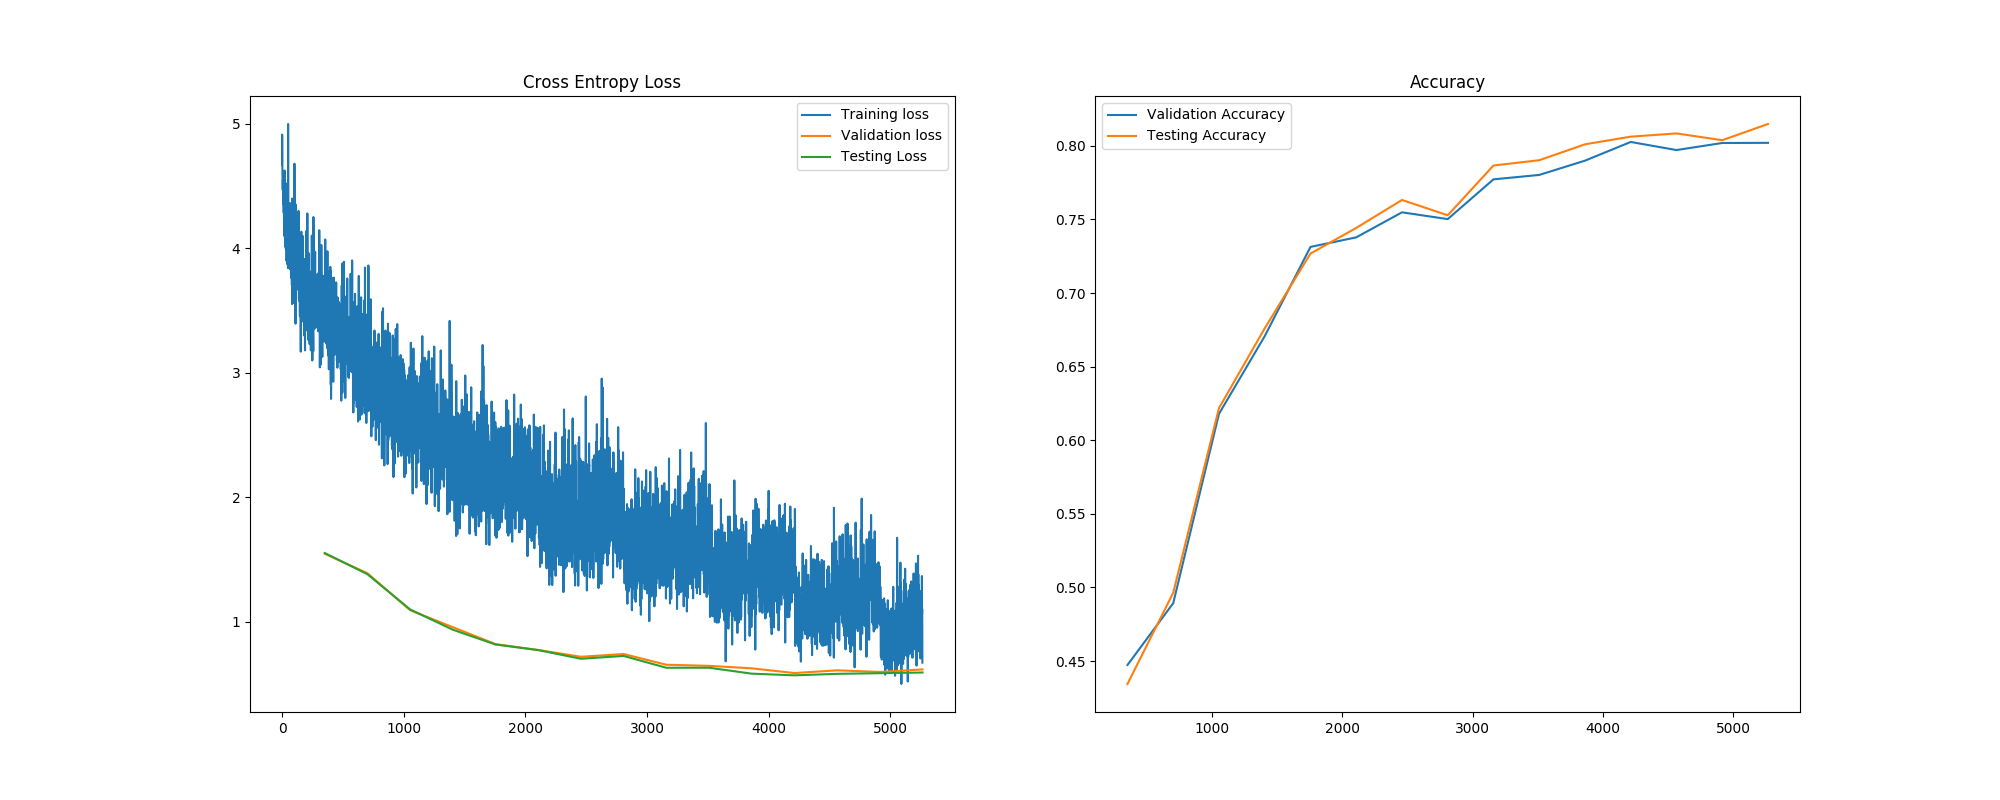 Cross Entropy Loss
Training loss
Validation loss
Testing Loss
5
4
3
2
1
0 1000 2000 3000 4000 5000
Accuracy
Validation Accuracy
Testing Accuracy
0.80
0.75
0.70
0.65
0.60
0.55
0.50
0.45
1000 2000 3000 4000 5000